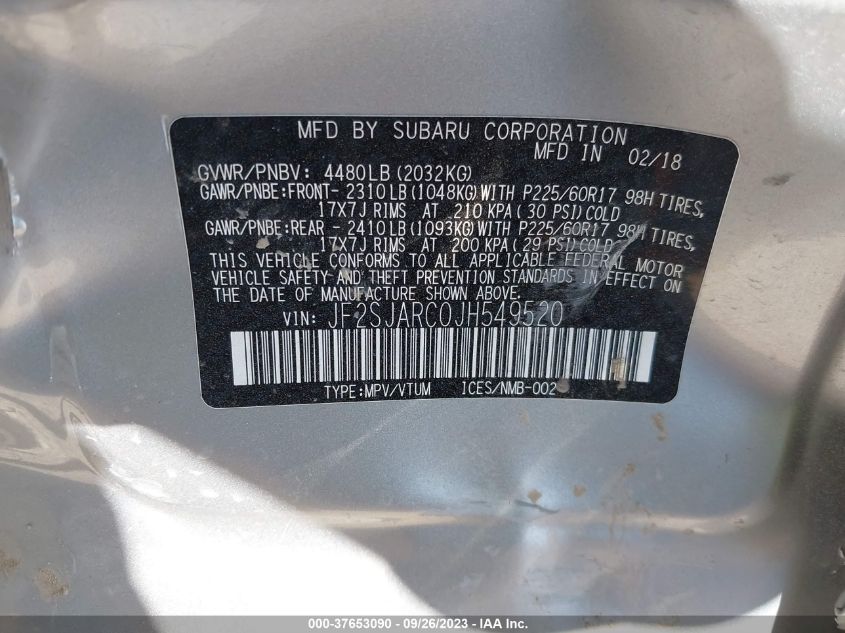 MFD BY SUBARU CORPORATION
MFD IN 02/18
GVWR/PNBV: 4480LB(2032KG)
GAWR/PNBE:FRONT- 2310LB(1048KG)WITH P225/60R17 98H TIRES,
17X7J RIMS AT 210 KPA(30 PSI)COLD
GAWR/PNBE:REAR - 2410LB(1093KG)WITH P225/60R17 98H TIRES,
17X7J RIMS AT 200 KPA(29 PSI)COLD
THIS VEHICLE CONFORMS TO ALL APPLICABLE FEDERAL MOTOR
VEHICLE SAFETY AND THEFT PREVENTION STANDARDS IN EFFECT ON
THE DATE OF MANUFACTURE SHOWN ABOVE.
VIN: JF2SJARC0JH549520
TYPE:MPV/VTUM ICES/NMB-002
000-37653090 - 09/26/2023 - IAA Inc.